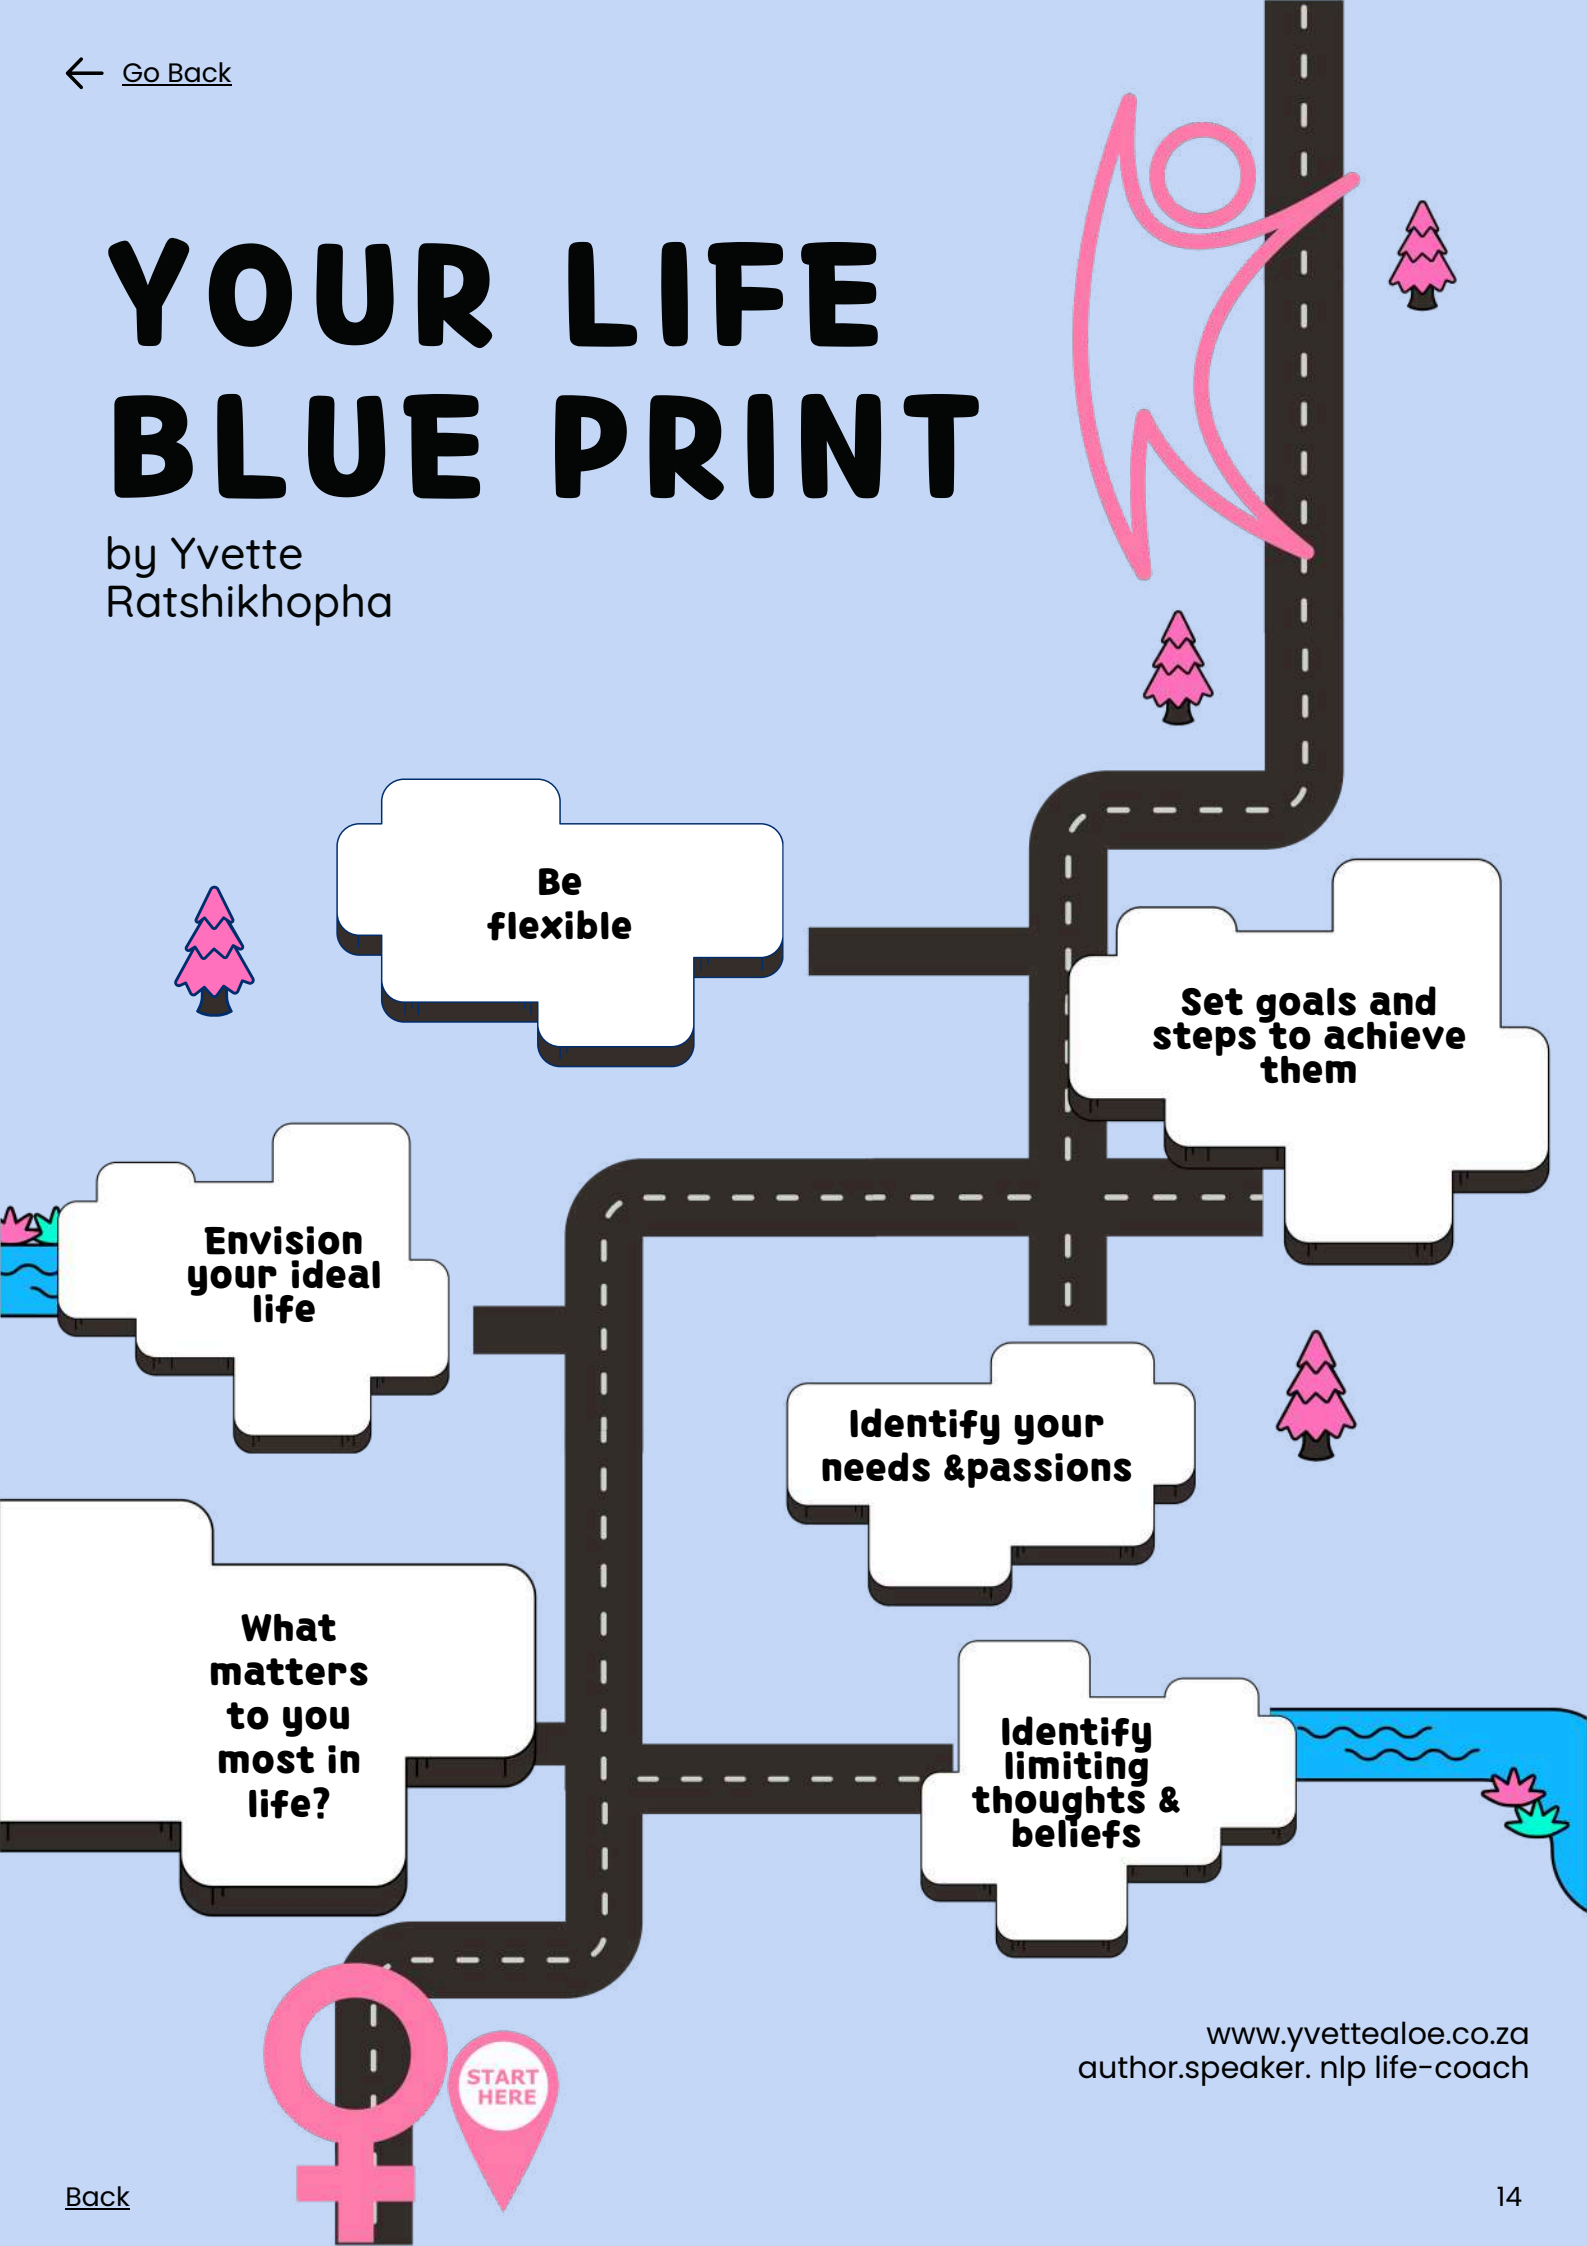 Go Back
YOUR LIFE
BLUE PRINT
by Yvette
Ratshikhopha
Be
flexible
Set goals and
steps to achieve
them
Envision
your ideal
life
Identify your
needs &passions
What
matters
to you
most in
life?
Identify
limiting
thoughts &
beliefs
START
HERE
www.yvettealoe.co.za
author.speaker. nlp life-coach
Back
14